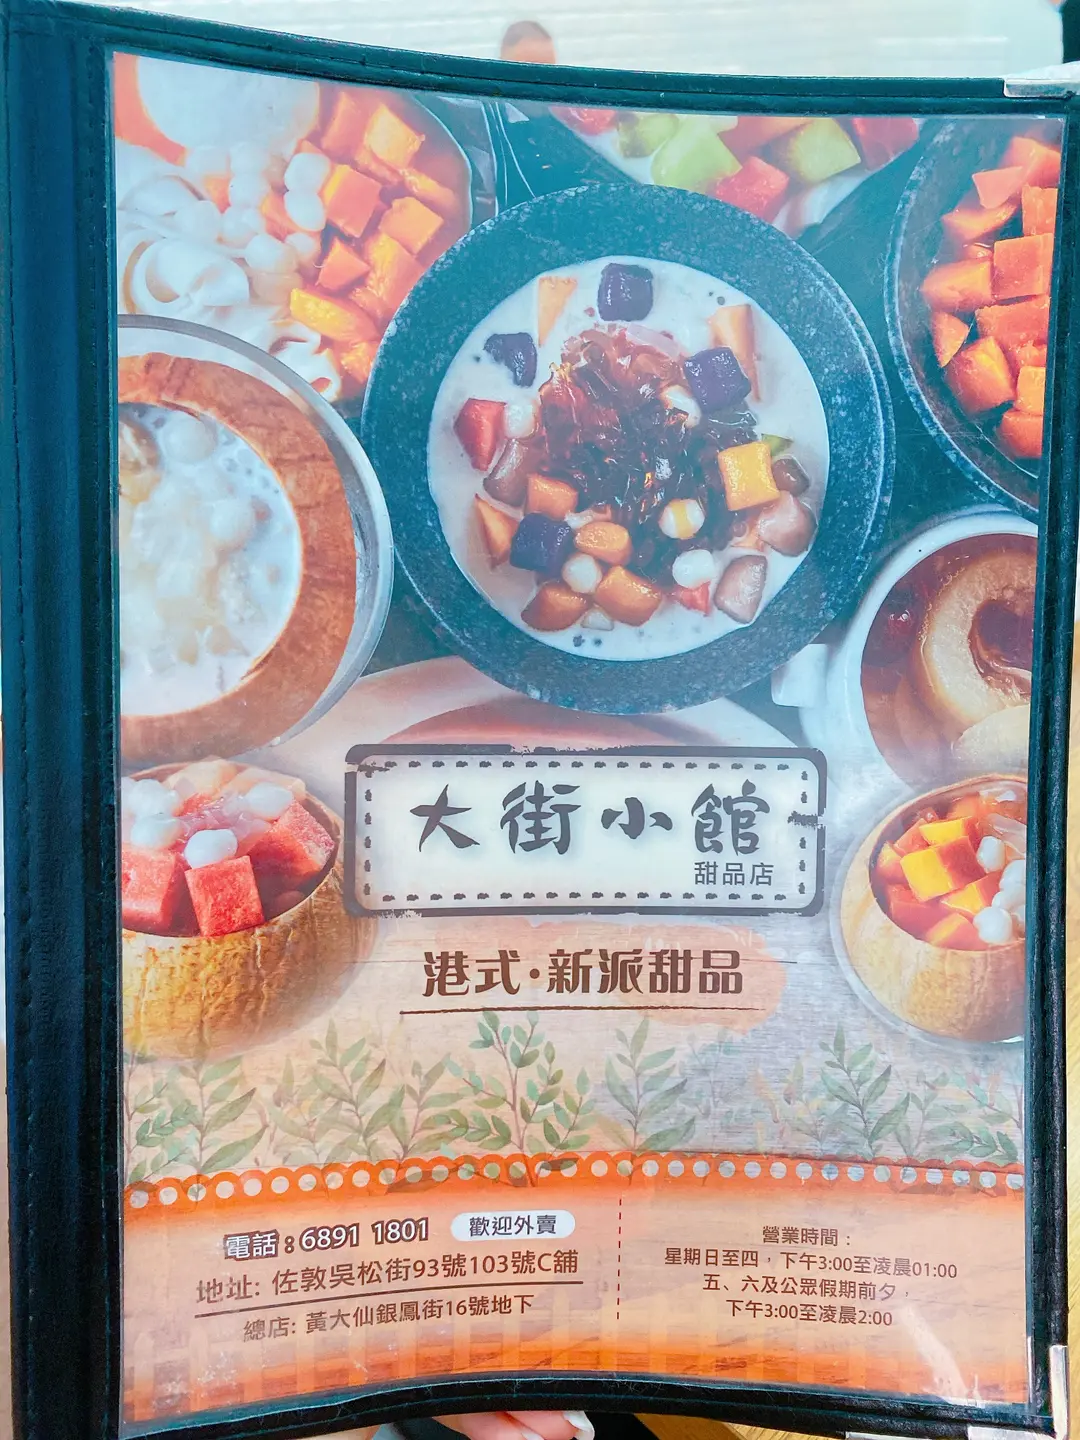 大街小館
甜品店
港式·新派甜品
電話：6891 1801 歡迎外賣
地址: 佐敦吳松街93號103號C舖
總店: 黃大仙銀鳳街16號地下
營業時間：
星期日至四，下午3:00至凌晨01:00
五、六及公眾假期前夕，
下午3:00至凌晨2:00